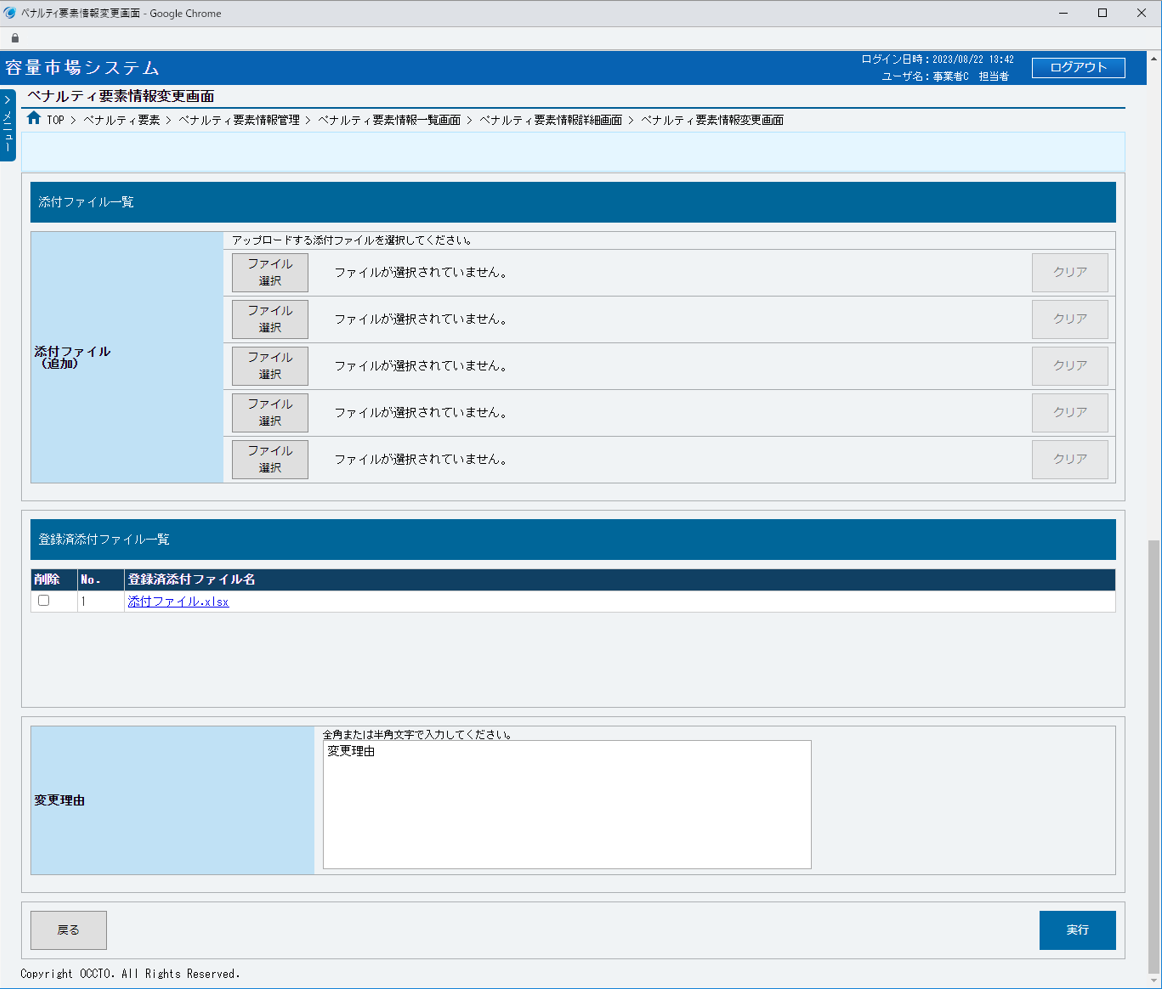 ペナルティ要素情報変更画面 - Google Chrome
容量市場システム
ログイン日時：2023/08/22 13:42
ユーザ名：事業者C　担当者
ログアウト
メニュー
ペナルティ要素情報変更画面
TOP > ペナルティ要素 > ペナルティ要素情報管理 > ペナルティ要素情報一覧画面 > ペナルティ要素情報詳細画面 > ペナルティ要素情報変更画面
添付ファイル一覧
添付ファイル
（追加）
アップロードする添付ファイルを選択してください。
ファイル
選択
ファイルが選択されていません。
クリア
ファイル
選択
ファイルが選択されていません。
クリア
ファイル
選択
ファイルが選択されていません。
クリア
ファイル
選択
ファイルが選択されていません。
クリア
ファイル
選択
ファイルが選択されていません。
クリア
登録済添付ファイル一覧
削除 No. 登録済添付ファイル名
1 添付ファイル.xlsx
変更理由
全角または半角文字で入力してください。
変更理由
戻る
実行
Copyright OCCTO. All Rights Reserved.